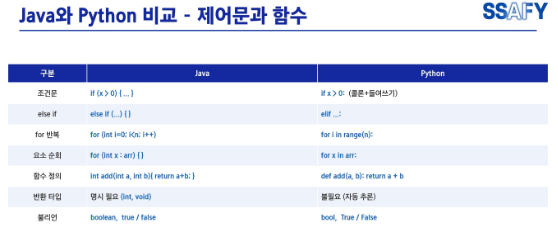 Java와 Python 비교 - 제어문과 함수
SSAFY
구분 Java Python
조건문 if (x > 0) { ... } if x > 0: (콜론+들여쓰기)
else if else if (...) { } elif ...:
for 반복 for (int i=0; i<n; i++) for i in range(n):
요소 순회 for (int x : arr) { } for x in arr:
함수 정의 int add(int a, int b){ return a+b; } def add(a, b): return a + b
반환 타입 명시 필요 (int, void) 불필요 (자동 추론)
불리언 boolean, true / false bool, True / False